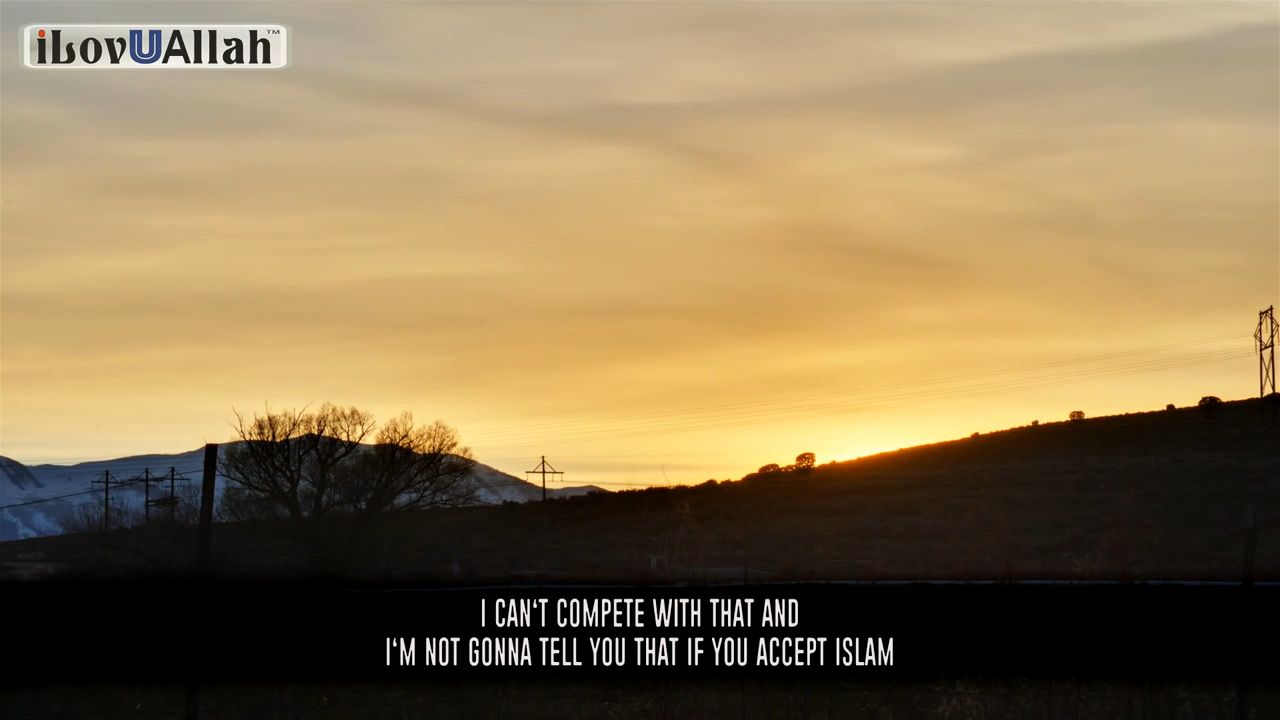 iLovUAllah™
I CAN'T COMPETE WITH THAT AND
I'M NOT GONNA TELL YOU THAT IF YOU ACCEPT ISLAM